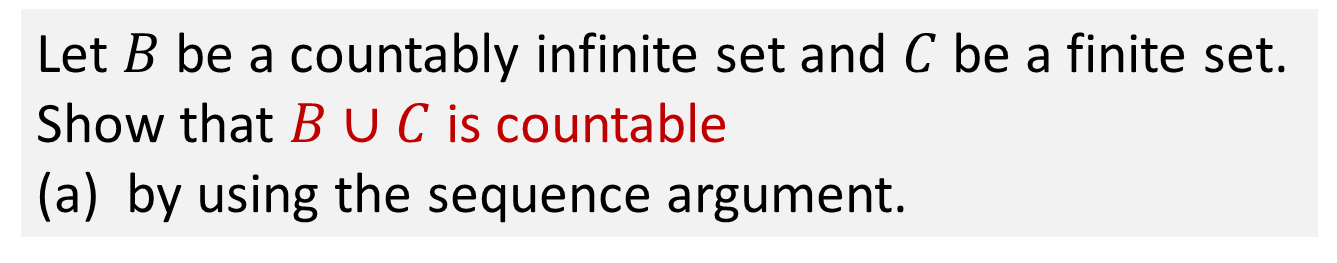 Let B be a countably infinite set and C be a finite set.
Show that B ∪ C is countable
(a) by using the sequence argument.